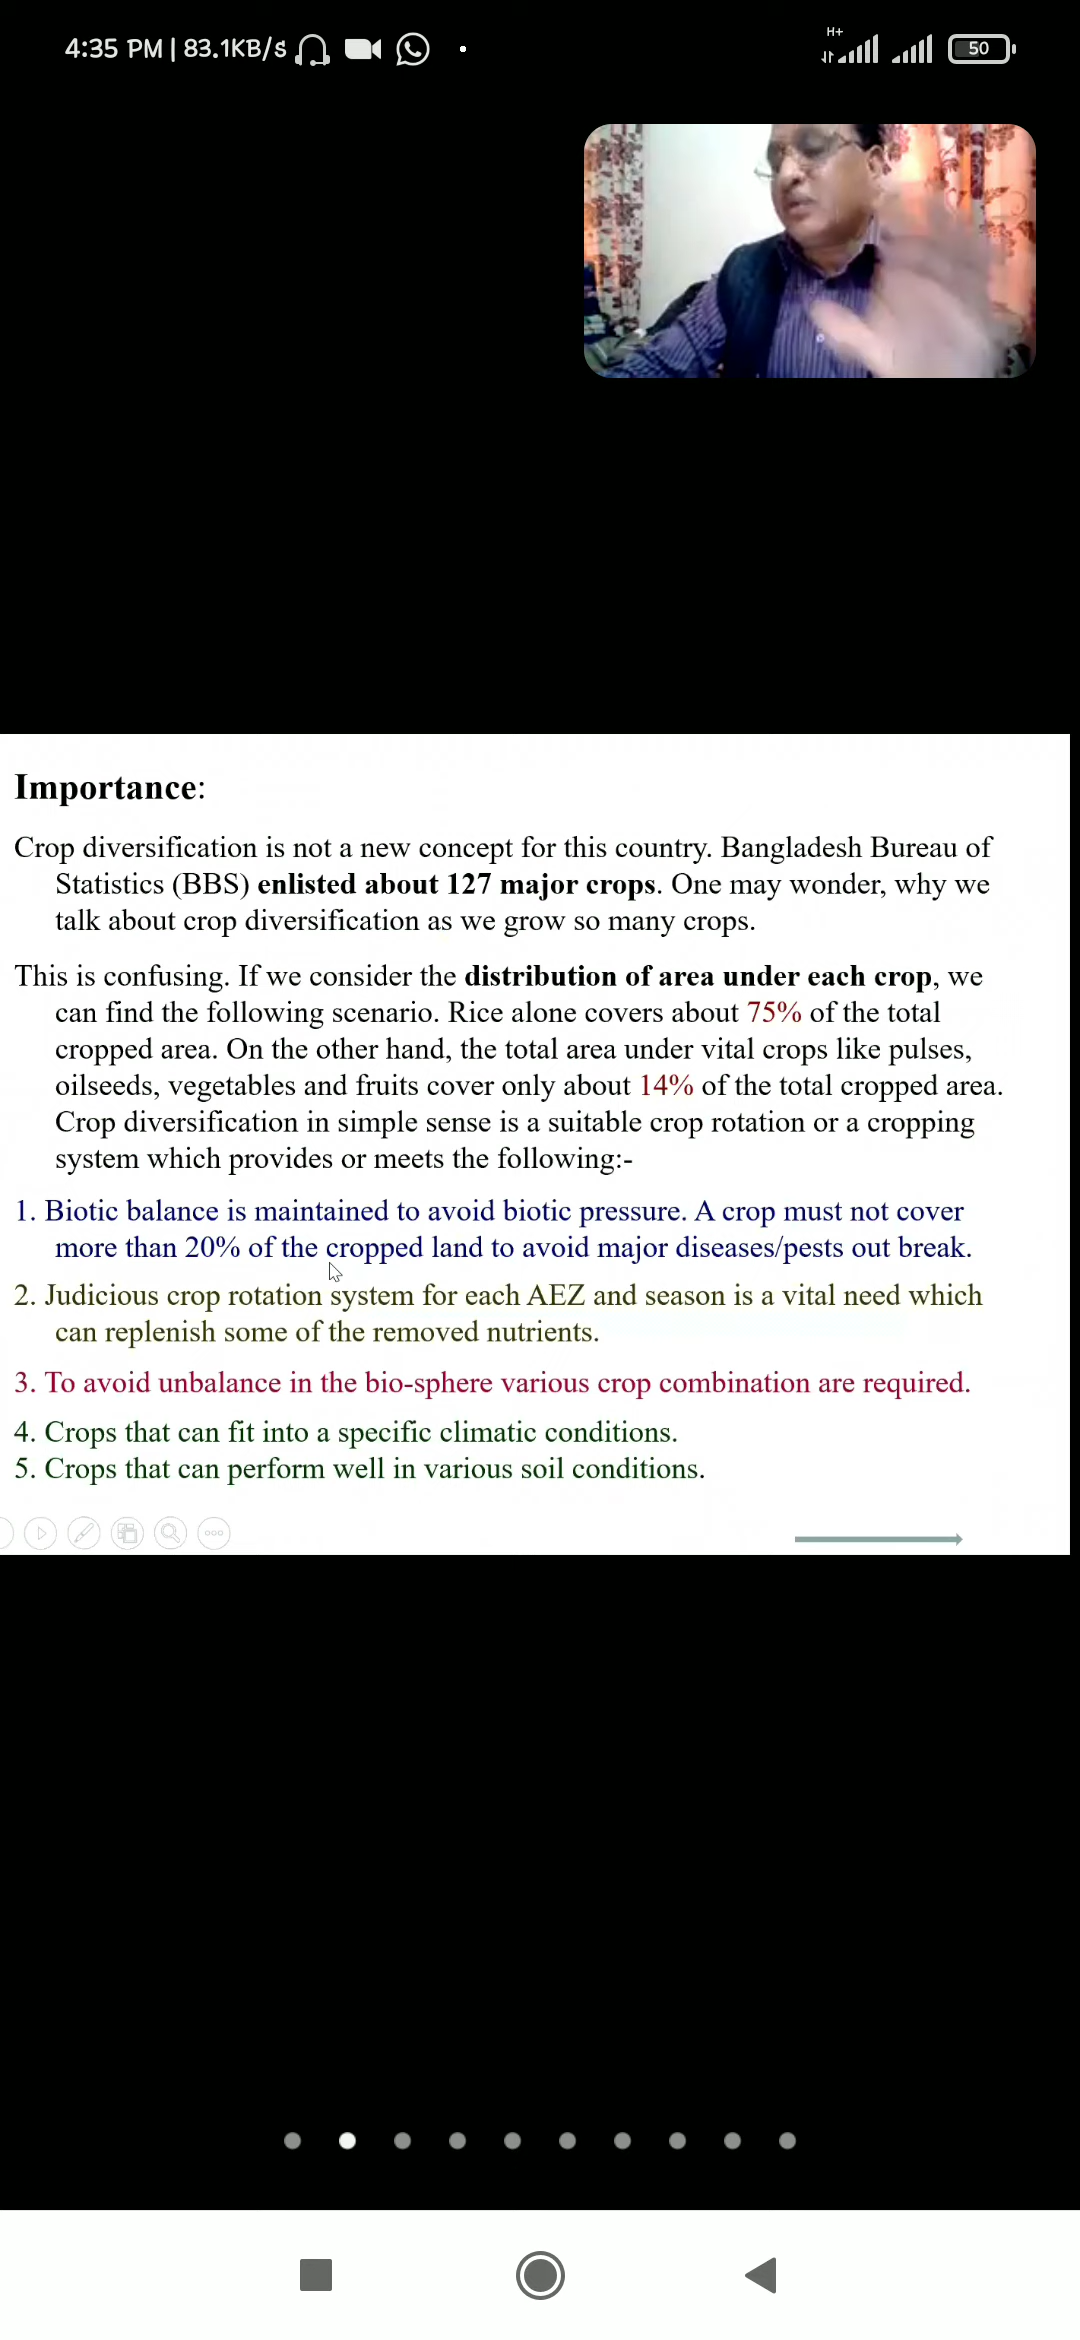 4:35 PM | 83.1KB/s
H+
50
Importance:
Crop diversification is not a new concept for this country. Bangladesh Bureau of
Statistics (BBS) enlisted about 127 major crops. One may wonder, why we
talk about crop diversification as we grow so many crops.
This is confusing. If we consider the distribution of area under each crop, we
can find the following scenario. Rice alone covers about 75% of the total
cropped area. On the other hand, the total area under vital crops like pulses,
oilseeds, vegetables and fruits cover only about 14% of the total cropped area.
Crop diversification in simple sense is a suitable crop rotation or a cropping
system which provides or meets the following:-
1. Biotic balance is maintained to avoid biotic pressure. A crop must not cover
more than 20% of the cropped land to avoid major diseases/pests out break.
2. Judicious crop rotation system for each AEZ and season is a vital need which
can replenish some of the removed nutrients.
3. To avoid unbalance in the bio-sphere various crop combination are required.
4. Crops that can fit into a specific climatic conditions.
5. Crops that can perform well in various soil conditions.